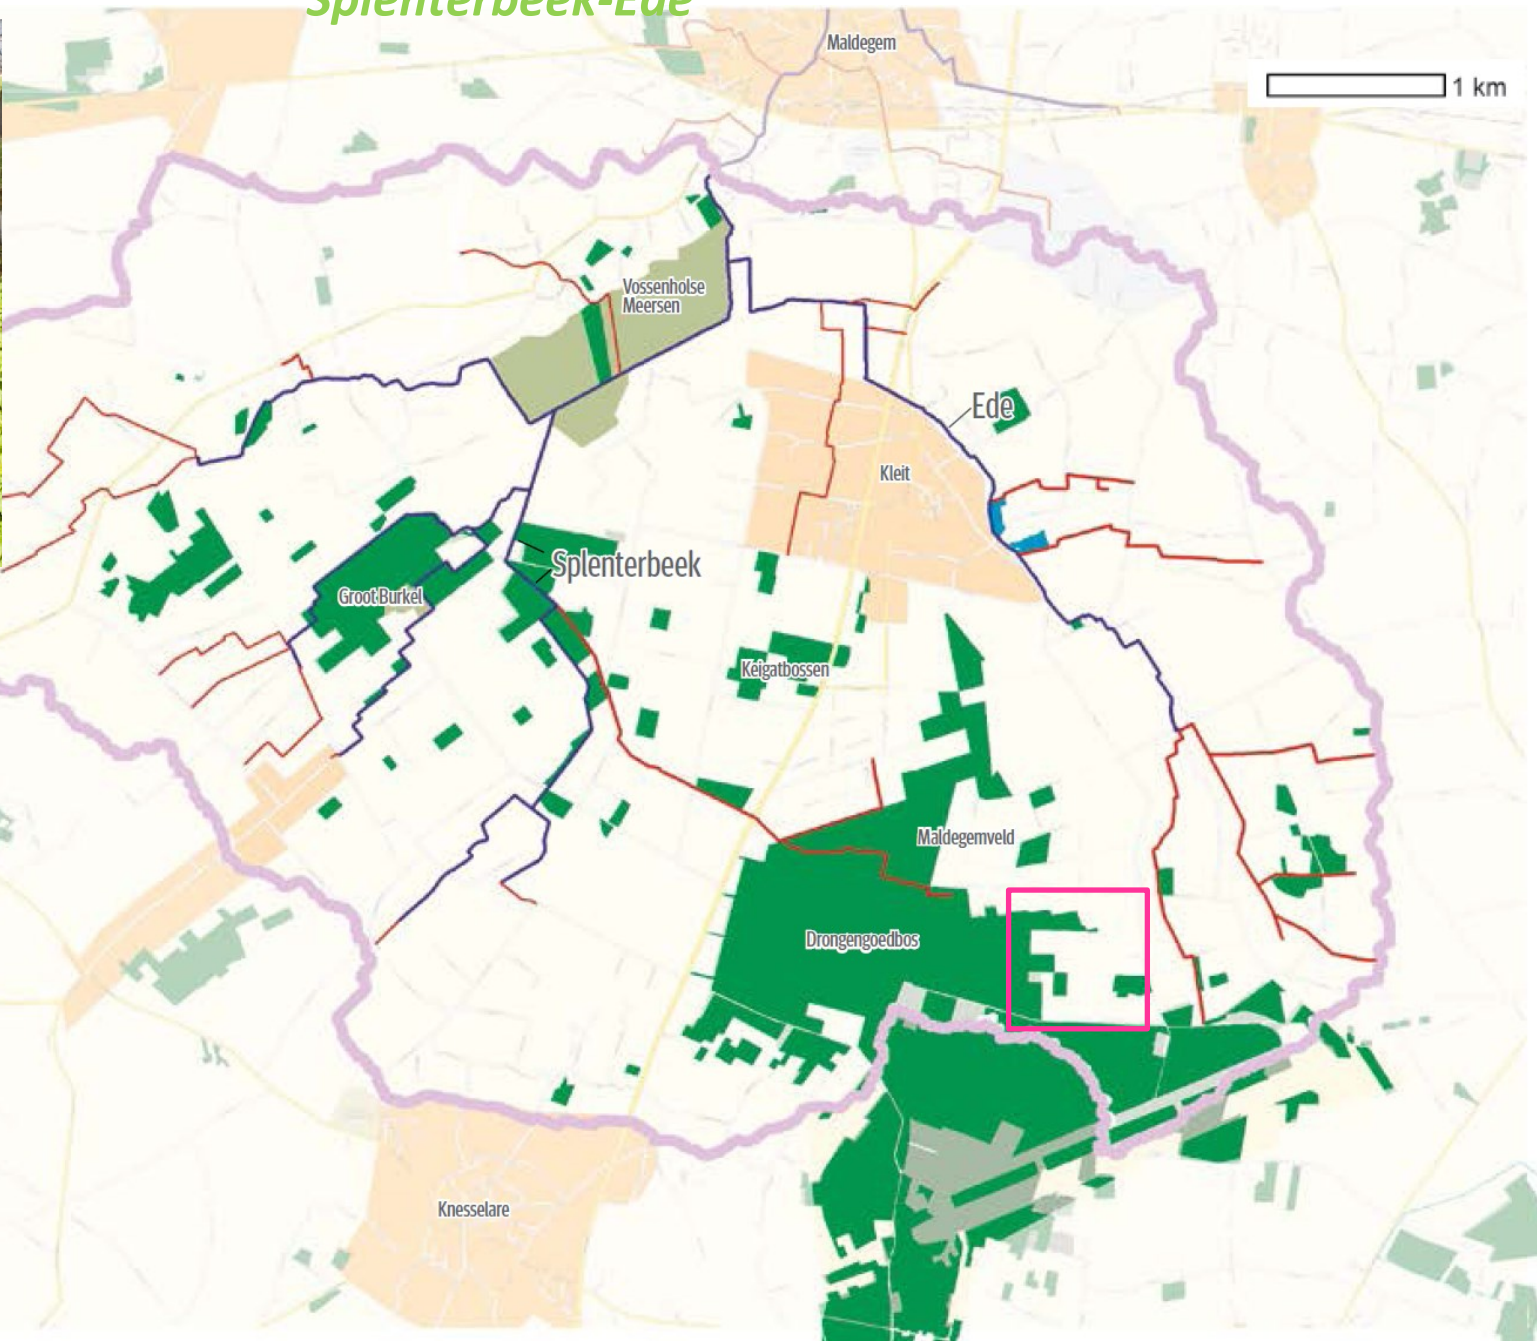 Splenterbeek-Ede
Maldegem
1 km
Vossenholse
Meersen
Ede
Kleit
Splenterbeek
Groot Burkel
Keigatbossen
Maldegemveld
Drongengoedbos
Knesselare